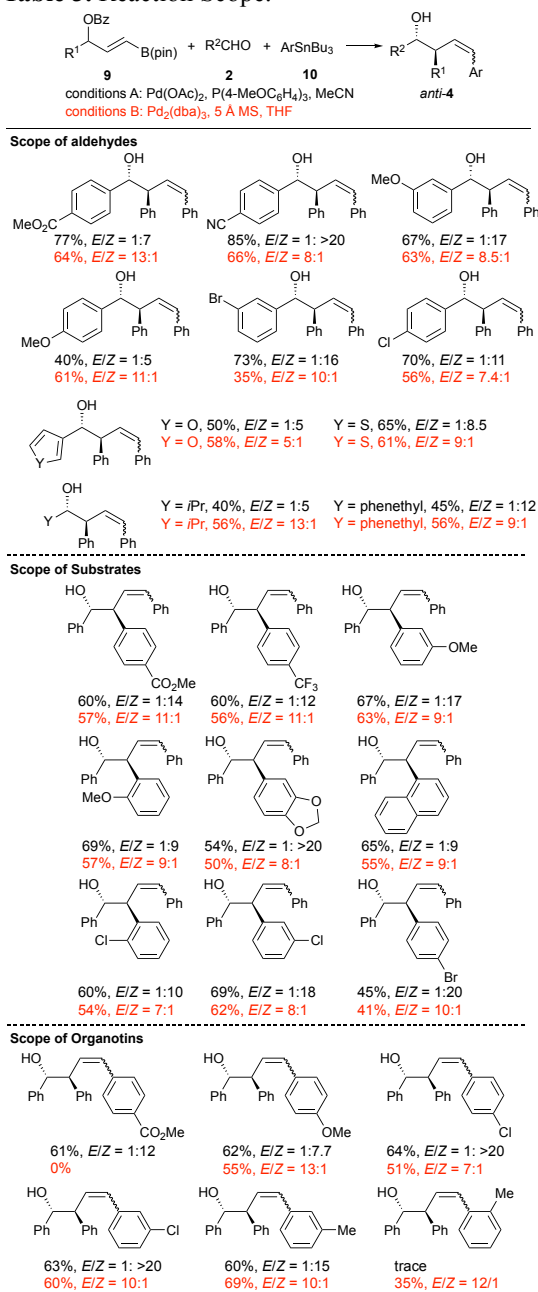 Table 3. Reaction Scope.
OBz
R¹ B(pin) + R²CHO + ArSnBu₃
OH
R² R¹ Ar
9 2 10 anti-4
conditions A: Pd(OAc)₂, P(4-MeOC₆H₄)₃, MeCN
conditions B: Pd₂(dba)₃, 5 Å MS, THF
Scope of aldehydes
OH OH OH
MeO₂C Ph Ph NC Ph Ph MeO Ph Ph
77%, E/Z = 1:7 85%, E/Z = 1: >20 67%, E/Z = 1:17
64%, E/Z = 13:1 66%, E/Z = 8:1 63%, E/Z = 8.5:1
OH OH OH
MeO Ph Ph Br Ph Ph Cl Ph Ph
40%, E/Z = 1:5 73%, E/Z = 1:16 70%, E/Z = 1:11
61%, E/Z = 11:1 35%, E/Z = 10:1 56%, E/Z = 7.4:1
OH
Y Ph Ph
Y = O, 50%, E/Z = 1:5 Y = S, 65%, E/Z = 1:8.5
Y = O, 58%, E/Z = 5:1 Y = S, 61%, E/Z = 9:1
OH
Y Ph Ph
Y = iPr, 40%, E/Z = 1:5 Y = phenethyl, 45%, E/Z = 1:12
Y = iPr, 56%, E/Z = 13:1 Y = phenethyl, 56%, E/Z = 9:1
Scope of Substrates
HO Ph Ph CO₂Me HO Ph Ph CF₃ HO Ph Ph OMe
60%, E/Z = 1:14 60%, E/Z = 1:12 67%, E/Z = 1:17
57%, E/Z = 11:1 56%, E/Z = 11:1 63%, E/Z = 9:1
HO Ph Ph MeO HO Ph Ph O O HO Ph Ph
69%, E/Z = 1:9 54%, E/Z = 1: >20 65%, E/Z = 1:9
57%, E/Z = 9:1 50%, E/Z = 8:1 55%, E/Z = 9:1
HO Ph Ph Cl HO Ph Ph Cl HO Ph Ph Br
60%, E/Z = 1:10 69%, E/Z = 1:18 45%, E/Z = 1:20
54%, E/Z = 7:1 62%, E/Z = 8:1 41%, E/Z = 10:1
Scope of Organotins
HO Ph Ph CO₂Me HO Ph Ph OMe HO Ph Ph Cl
61%, E/Z = 1:12 62%, E/Z = 1:7.7 64%, E/Z = 1: >20
0% 55%, E/Z = 13:1 51%, E/Z = 7:1
HO Ph Ph Cl HO Ph Ph Me HO Ph Ph Me
63%, E/Z = 1: >20 60%, E/Z = 1:15 trace
60%, E/Z = 10:1 69%, E/Z = 10:1 35%, E/Z = 12/1